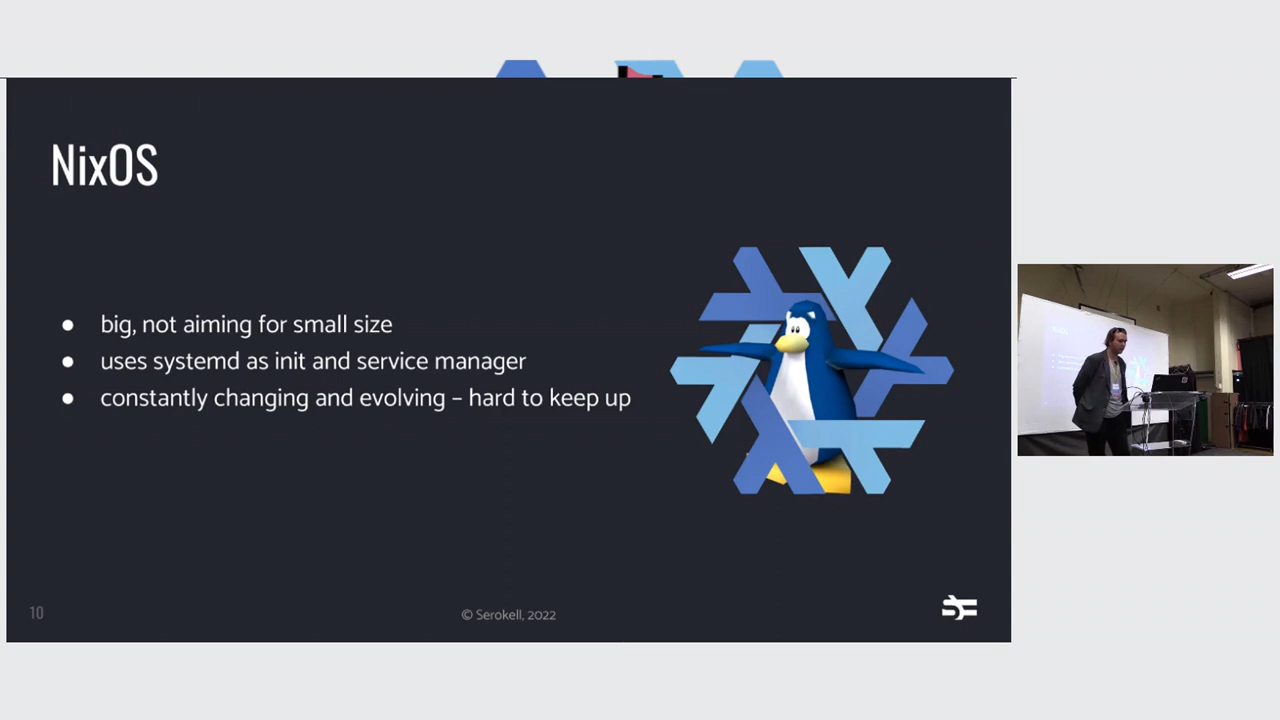 NixOS
● big, not aiming for small size
● uses systemd as init and service manager
● constantly changing and evolving – hard to keep up
10
© Serokell, 2022